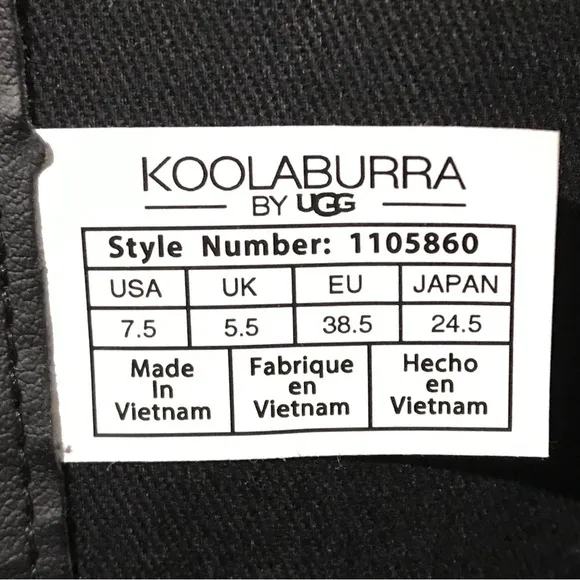 KOOLABURRA
BY UGG
Style Number: 1105860
USA UK EU JAPAN
7.5 5.5 38.5 24.5
Made Fabrique Hecho
In en en
Vietnam Vietnam Vietnam